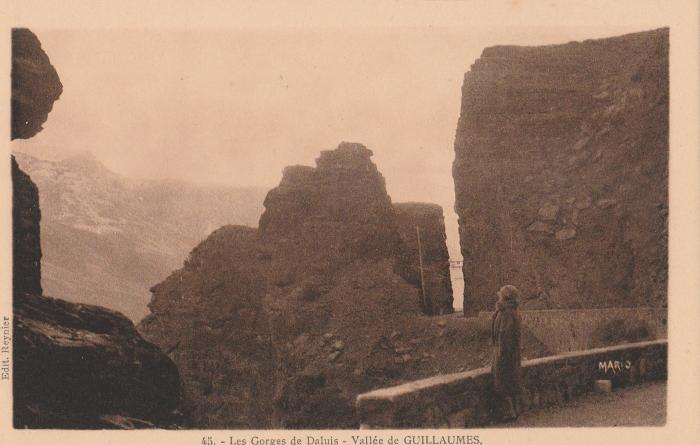 MARIO
Edit. Reynier
45. - Les Gorges de Daluis - Vallée de GUILLAUMES.